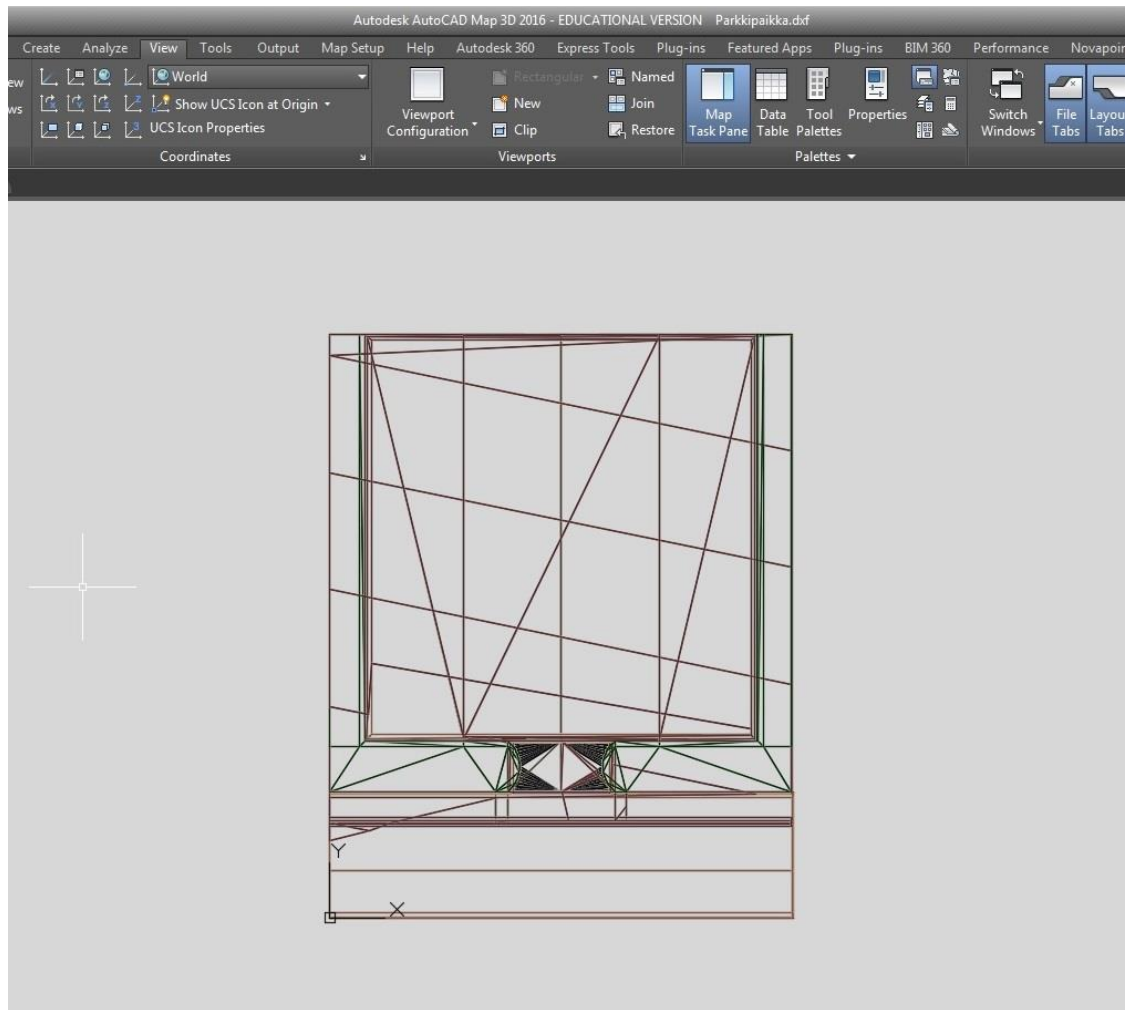 Autodesk AutoCAD Map 3D 2016 - EDUCATIONAL VERSION Parkkipaikka.dxf
Create Analyze View Tools Output Map Setup Help Autodesk 360 Express Tools Plug-ins Featured Apps Plug-ins BIM 360 Performance Novapoin
World
Show UCS Icon at Origin
UCS Icon Properties
Coordinates
Viewport
Configuration
Rectangular
New
Clip
Named
Join
Restore
Viewports
Map
Task Pane
Data
Table
Tool
Palettes
Properties
Palettes
Switch
Windows
File
Tabs
Layou
Tabs
Y
X